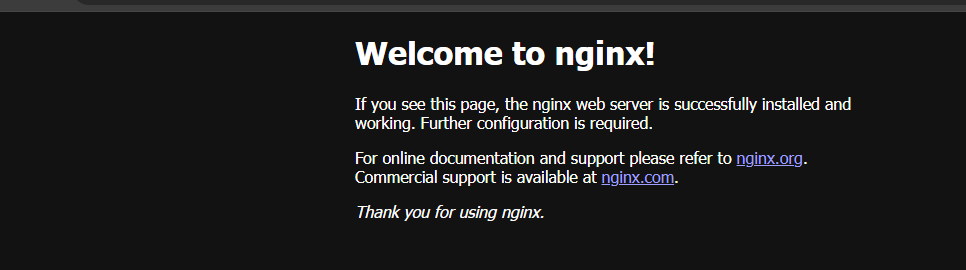 Welcome to nginx!
If you see this page, the nginx web server is successfully installed and
working. Further configuration is required.
For online documentation and support please refer to nginx.org.
Commercial support is available at nginx.com.
Thank you for using nginx.